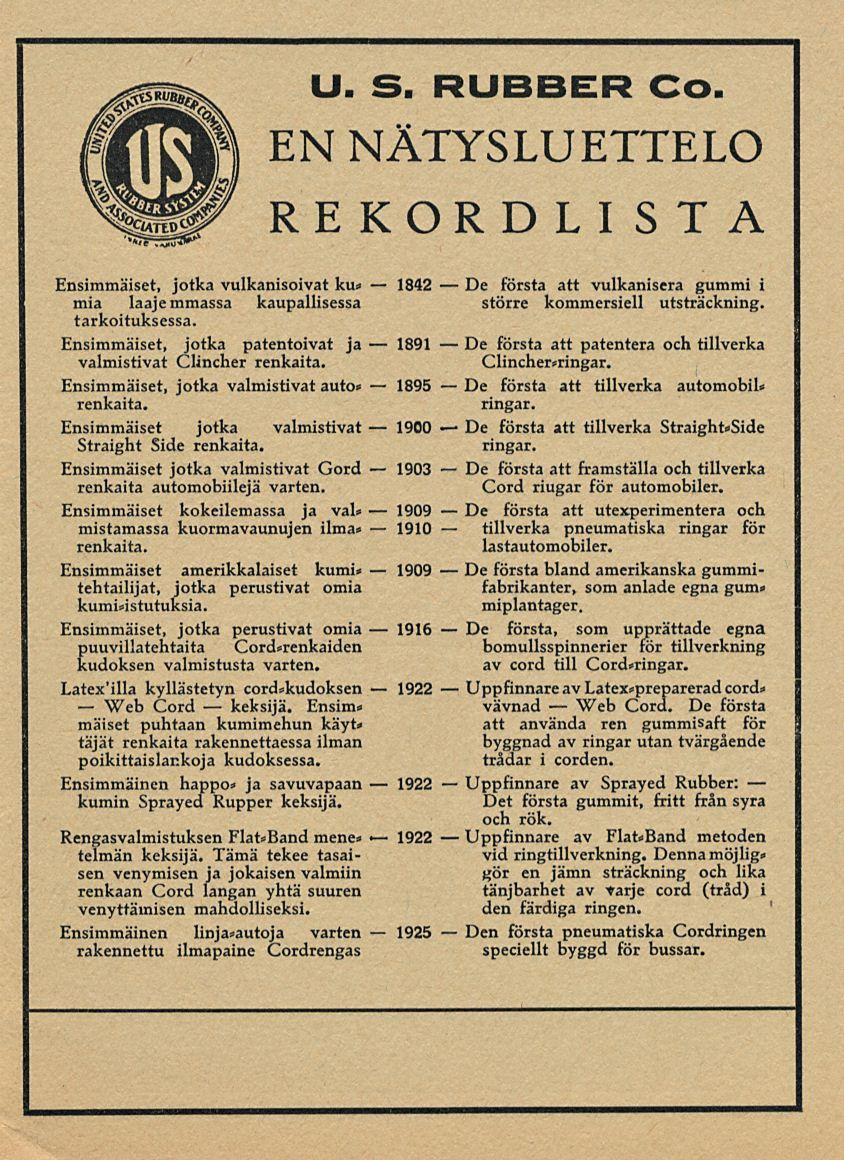 UNITED STATES RUBBER COMPANY
AND ASSOCIATED COMPANIES
US
RUBBER SYSTEM
U. S. RUBBER Co.
EN NÄTYSLUETTELO
REKORDLISTA
Ensimmäiset, jotka vulkanisoivat ku= — 1842 — De första att vulkanisera gummi i
mia laajemmassa kaupallisessa större kommersiell utsträckning.
tarkoituksessa.
Ensimmäiset, jotka patentoivat ja — 1891 — De första att patentera och tillverka
valmistivat Clincher renkaita. Clincher=ringar.
Ensimmäiset, jotka valmistivat auto= — 1895 — De första att tillverka automobil=
renkaita. ringar.
Ensimmäiset jotka valmistivat — 1900 — De första att tillverka Straight=Side
Straight Side renkaita. ringar.
Ensimmäiset jotka valmistivat Gord — 1903 — De första att framställa och tillverka
renkaita automobiilejä varten. Cord riugar för automobiler.
Ensimmäiset kokeilemassa ja val= — 1909 — De första att utexperimentera och
mistamassa kuormavaunujen ilma= — 1910 — tillverka pneumatiska ringar för
renkaita. lastautomobiler.
Ensimmäiset amerikkalaiset kumi= — 1909 — De första bland amerikanska gummi-
tehtailijat, jotka perustivat omia fabrikanter, som anlade egna gum=
kumi=istutuksia. miplantager.
Ensimmäiset, jotka perustivat omia — 1916 — De första, som upprättade egna
puuvillatehtaita Cord=renkaiden bomullsspinnerier för tillverkning
kudoksen valmistusta varten. av cord till Cord=ringar.
Latex'illa kyllästetyn cord=kudoksen — 1922 — Uppfinnare av Latex=preparerad cord=
— Web Cord — keksijä. Ensim= vävnad — Web Cord. De första
mäiset puhtaan kumimehun käyt= att använda ren gummisaft för
täjät renkaita rakennettaessa ilman byggnad av ringar utan tvärgående
poikittaislankoja kudoksessa. trådar i corden.
Ensimmäinen happo= ja savuvapaan — 1922 — Uppfinnare av Sprayed Rubber: —
kumin Sprayed Rupper keksijä. Det första gummit, fritt från syra
och rök.
Rengasvalmistuksen Flat=Band mene= — 1922 — Uppfinnare av Flat=Band metoden
telmän keksijä. Tämä tekee tasai- vid ringtillverkning. Denna möjlig=
sen venymisen ja jokaisen valmiin gör en jämn sträckning och lika
renkaan Cord langan yhtä suuren tänjbarhet av varje cord (tråd) i
venyttämisen mahdolliseksi. den färdiga ringen.
Ensimmäinen linja=autoja varten — 1925 — Den första pneumatiska Cordringen
rakennettu ilmapaine Cordrengas speciellt byggd för bussar.